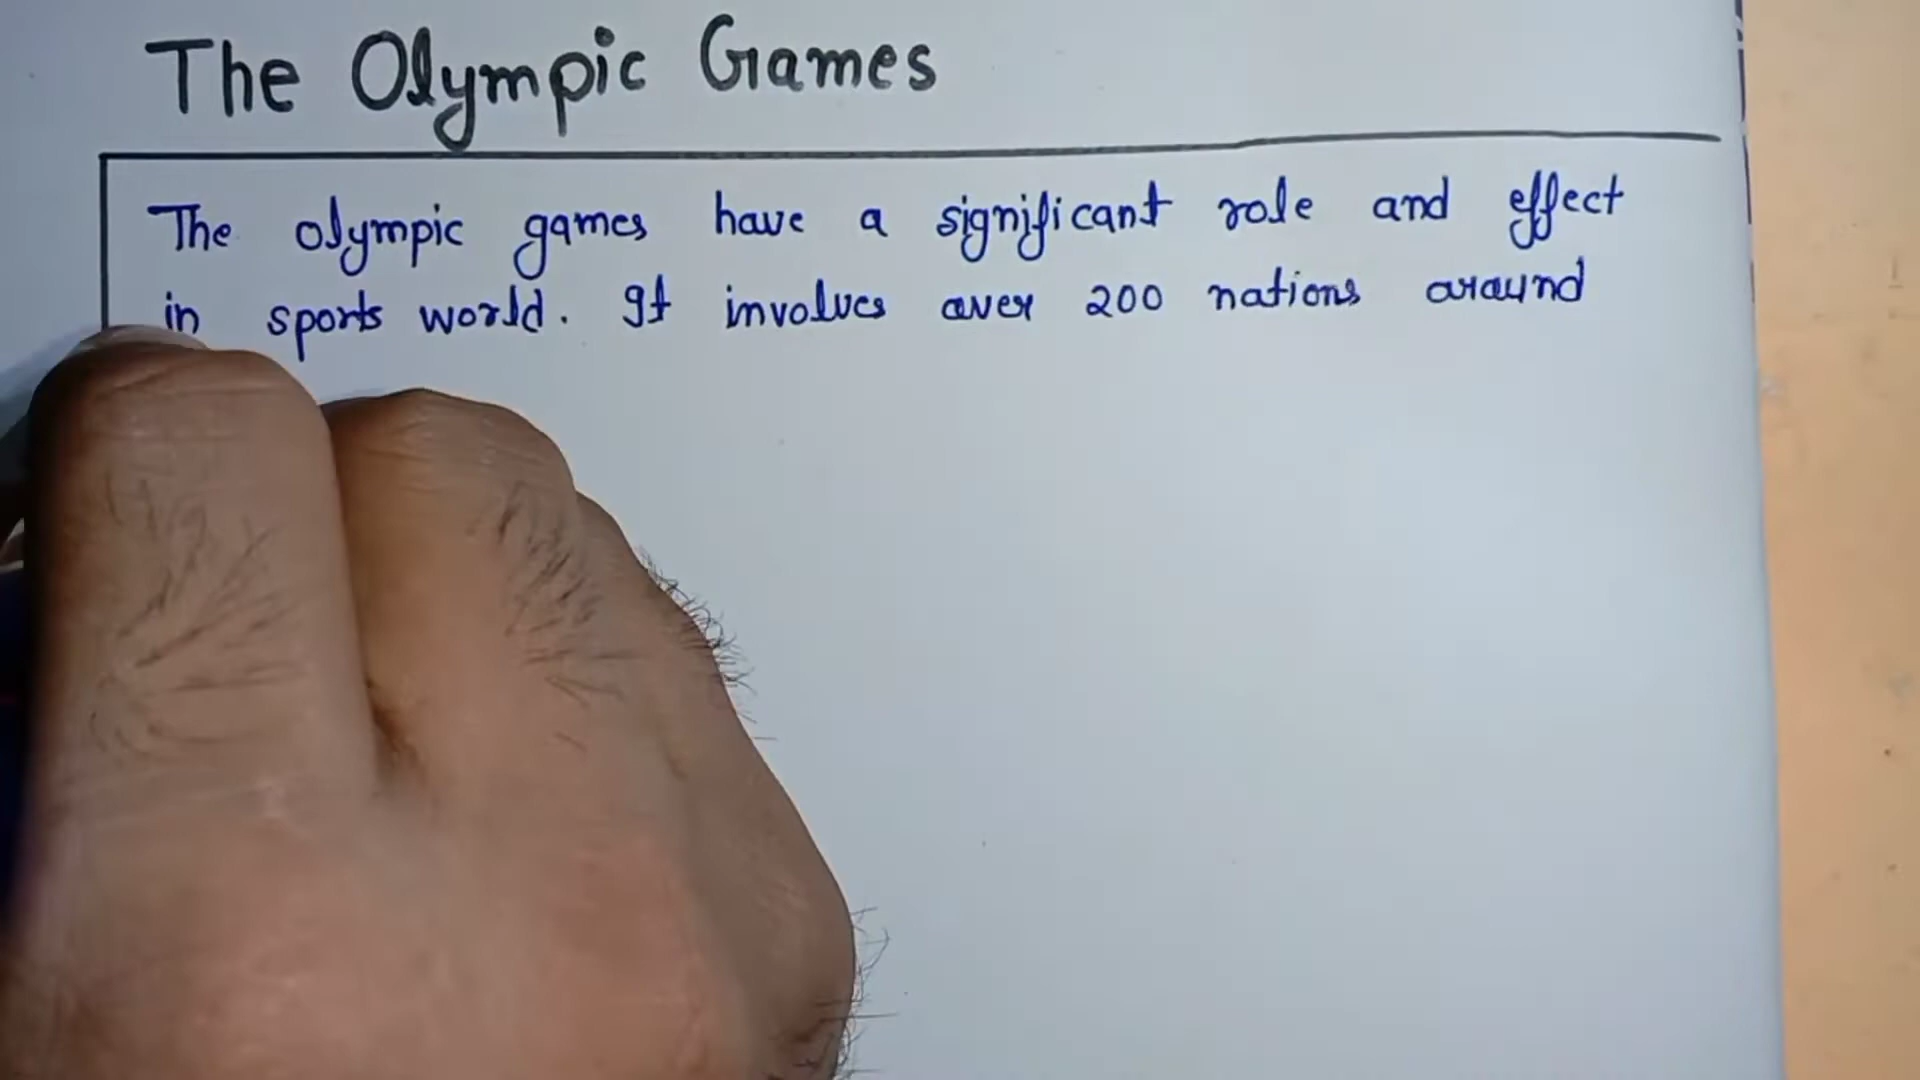 The Olympic Games
The olympic games have a significant role and effect
in sports world. It involves over 200 nations around